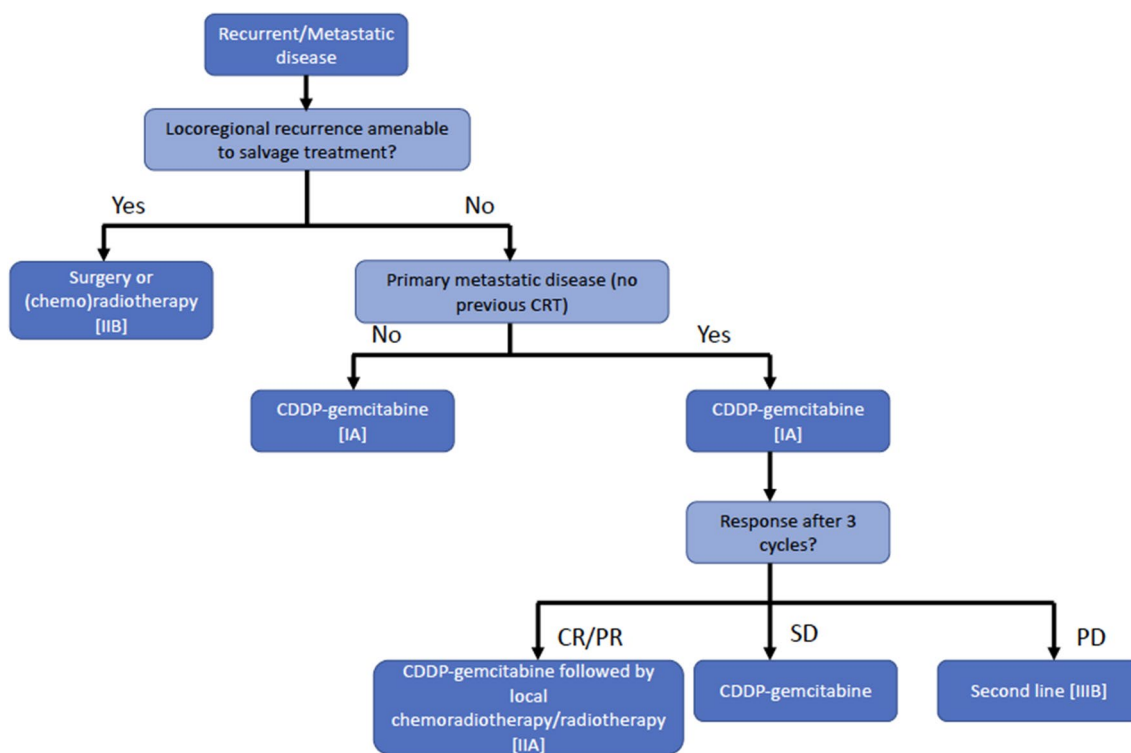 Recurrent/Metastatic
disease
Locoregional recurrence amenable
to salvage treatment?
Yes
No
Surgery or
(chemo)radiotherapy
[IIB]
Primary metastatic disease (no
previous CRT)
No
Yes
CDDP-gemcitabine
[IA]
CDDP-gemcitabine
[IA]
Response after 3
cycles?
CR/PR
SD
PD
CDDP-gemcitabine followed by
local
chemoradiotherapy/radiotherapy
[IIA]
CDDP-gemcitabine
Second line [IIIB]